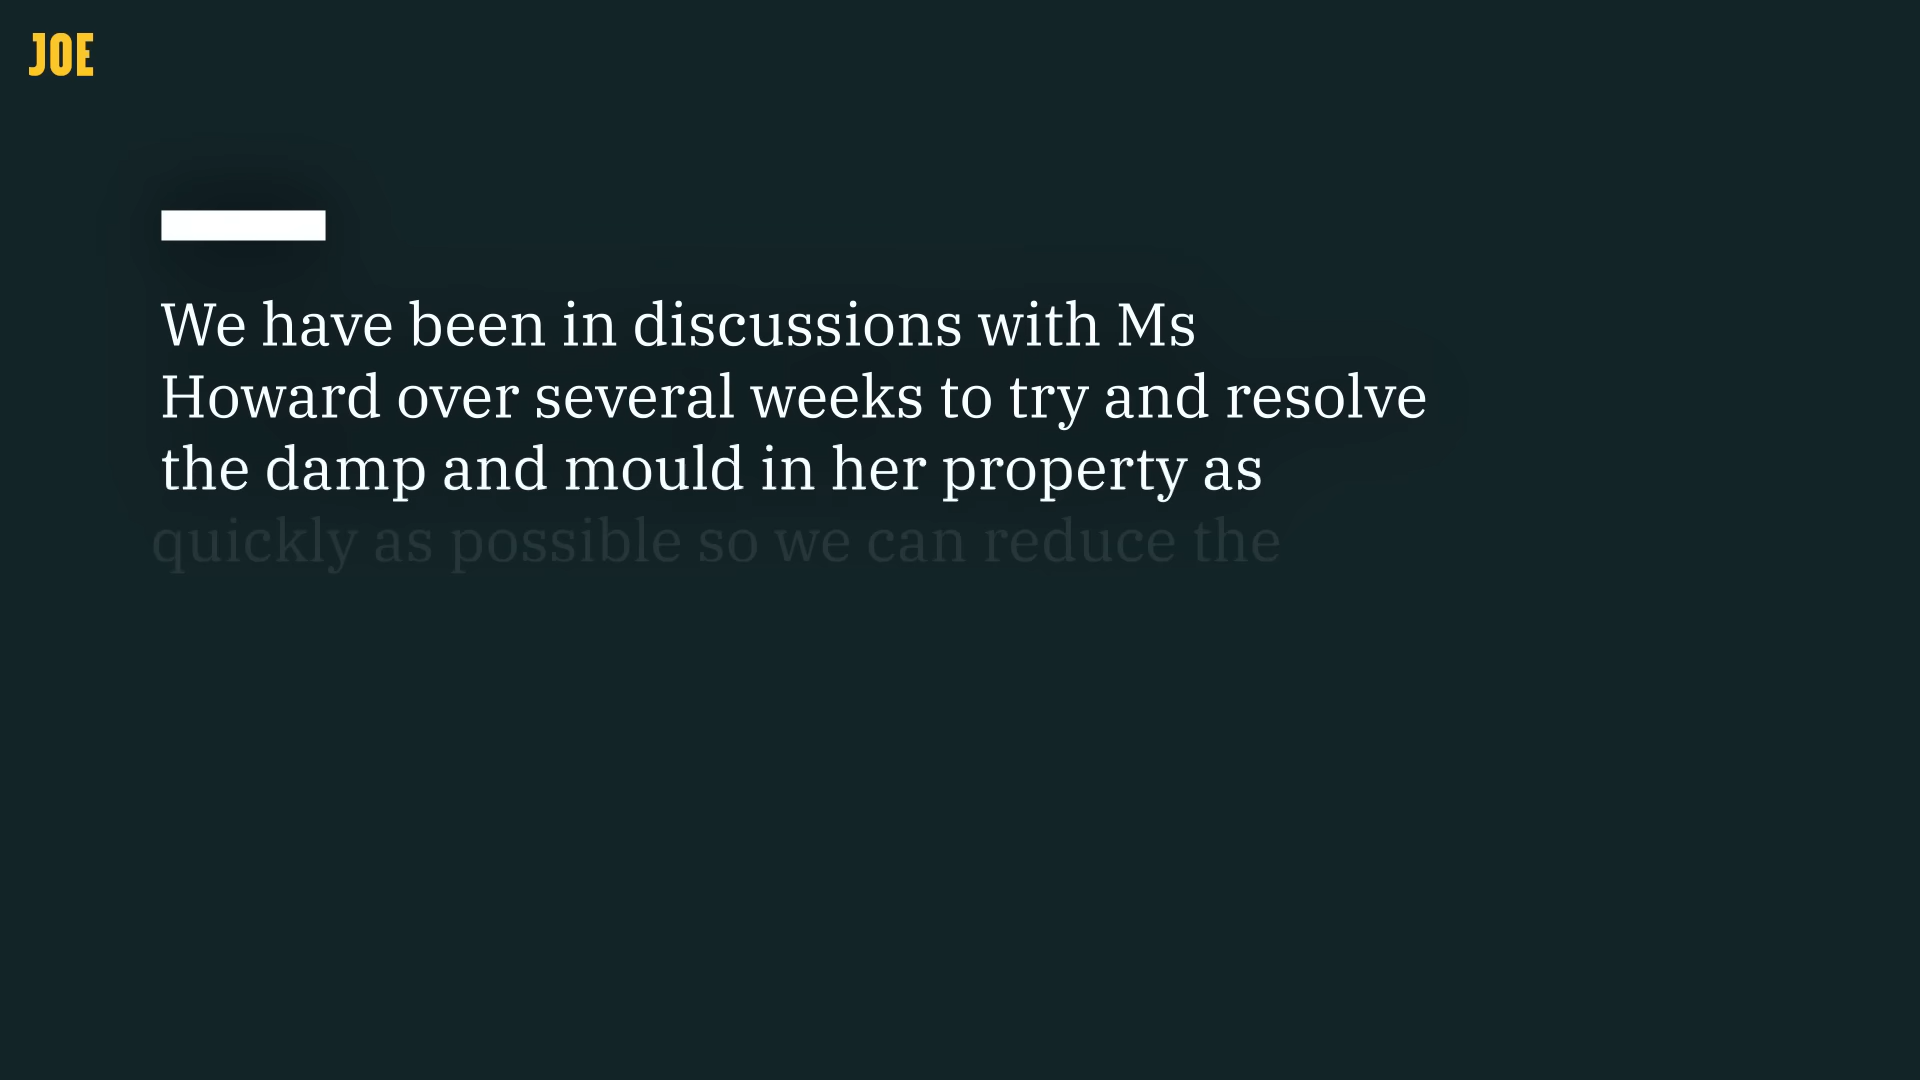 JOE
We have been in discussions with Ms
Howard over several weeks to try and resolve
the damp and mould in her property as
quickly as possible so we can reduce the